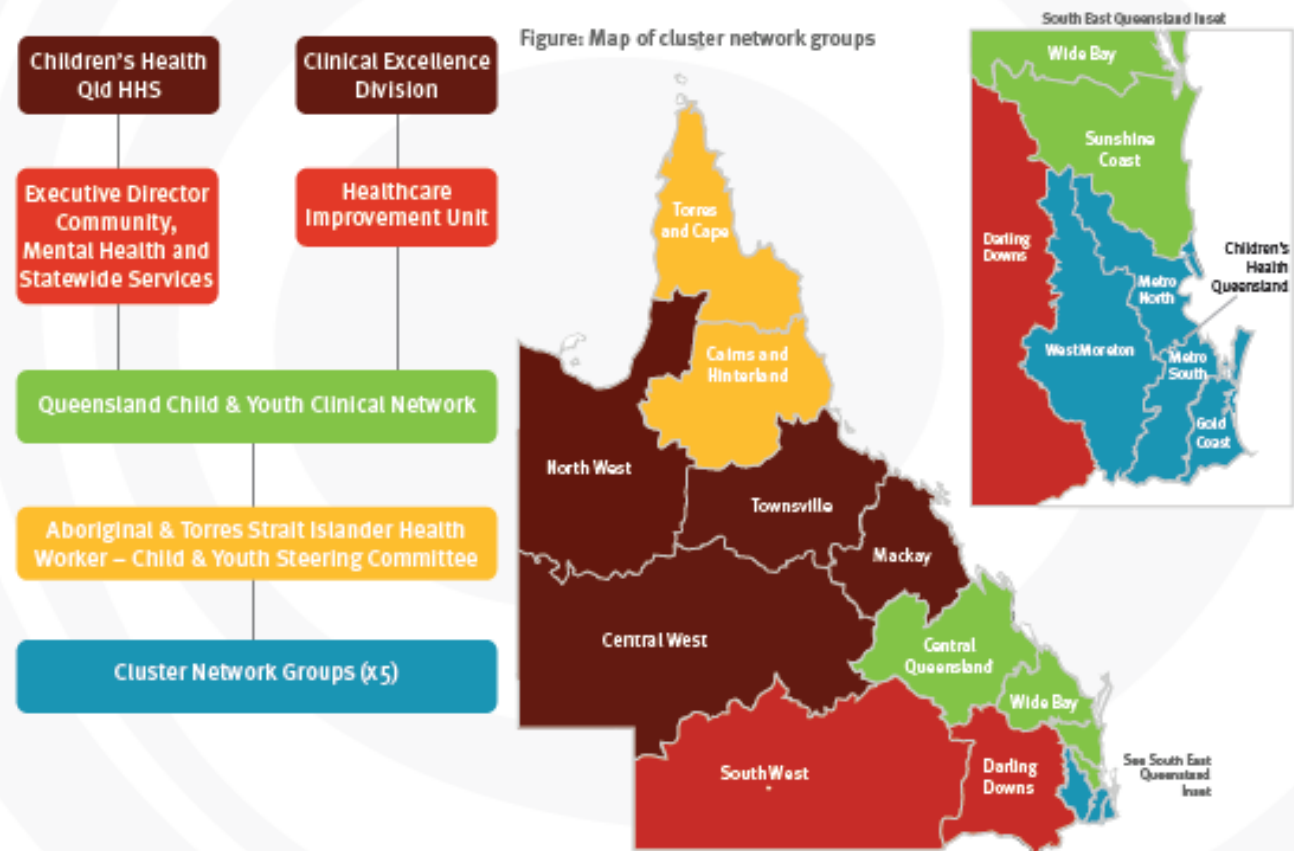 Children's Health
Qld HHS
Clinical Excellence
Division
Executive Director
Community,
Mental Health and
Statewide Services
Healthcare
Improvement Unit
Queensland Child & Youth Clinical Network
Aboriginal & Torres Strait Islander Health
Worker – Child & Youth Steering Committee
Cluster Network Groups (x5)
Figure: Map of cluster network groups
Torres
and Cape
Cairns and
Hinterland
North West
Townsville
Mackay
Central West
Central
Queensland
Wide Bay
SouthWest
Darling
Downs
See South East
Queensland
Inset
South East Queensland Inset
Wide Bay
Sunshine
Coast
Darling
Downs
Children's
Health
Queensland
Metro
North
WestMoreton
Metro
South
Gold
Coast